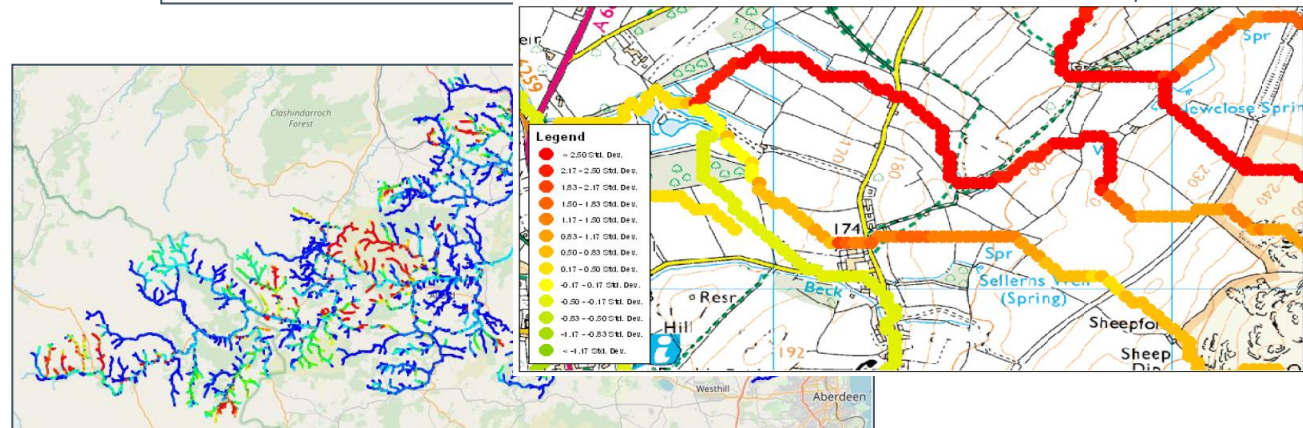 Clashindarroch
Forest
Westhill
Aberdeen
Legend
> 2.50 Std. Dev.
2.17 - 2.50 Std. Dev.
1.83 - 2.17 Std. Dev.
1.50 - 1.83 Std. Dev.
1.17 - 1.50 Std. Dev.
0.83 - 1.17 Std. Dev.
0.50 - 0.83 Std. Dev.
0.17 - 0.50 Std. Dev.
-0.17 - 0.17 Std. Dev.
-0.50 - -0.17 Std. Dev.
-0.83 - -0.50 Std. Dev.
-1.17 - -0.83 Std. Dev.
< -1.17 Std. Dev.
Spr
Newclose Spring
170
180
230
240
174
Spr
Sellerns Well
(Spring)
Beck
Resr
Hill
192
Sheepfold
Sheep